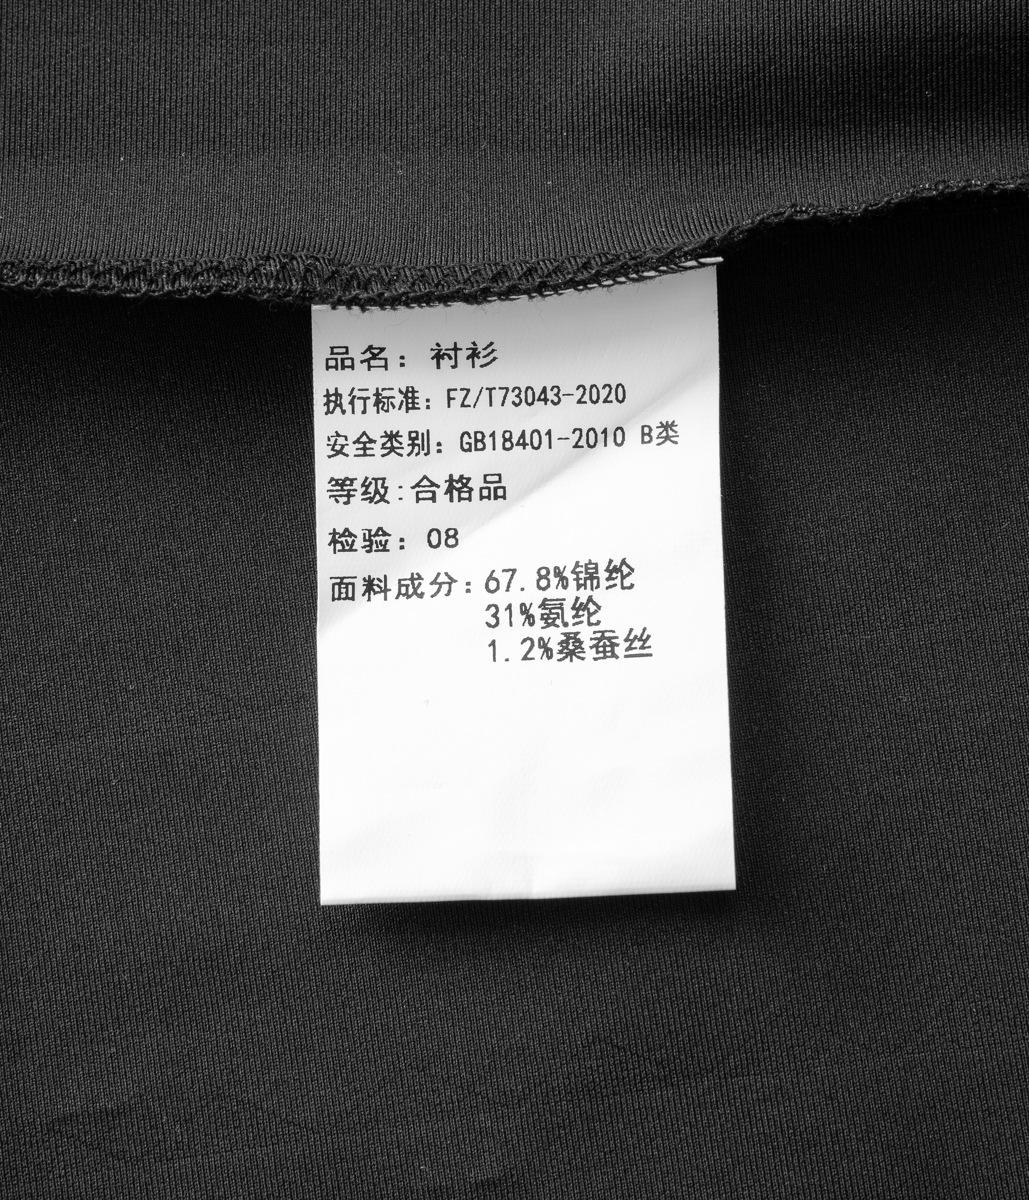 品名：衬衫
执行标准：FZ/T73043-2020
安全类别：GB18401-2010 B类
等级:合格品
检验：08
面料成分：67.8%锦纶
31%氨纶
1.2%桑蚕丝